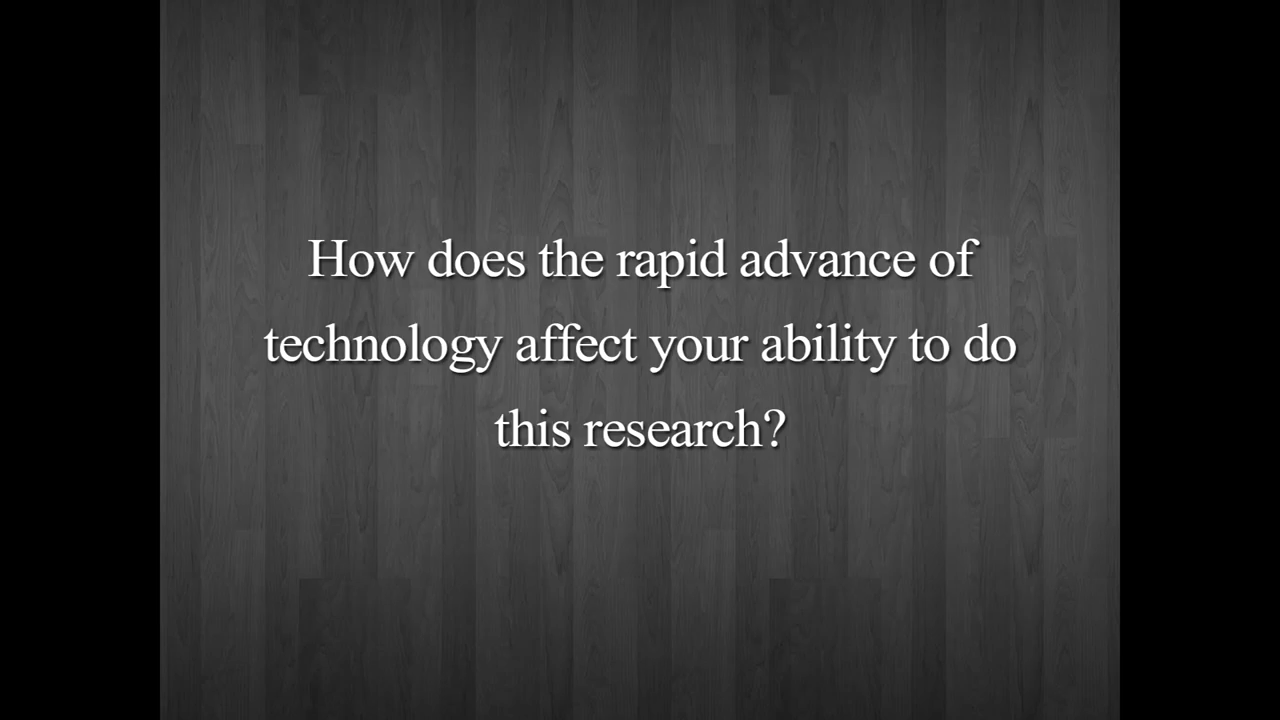 How does the rapid advance of
technology affect your ability to do
this research?